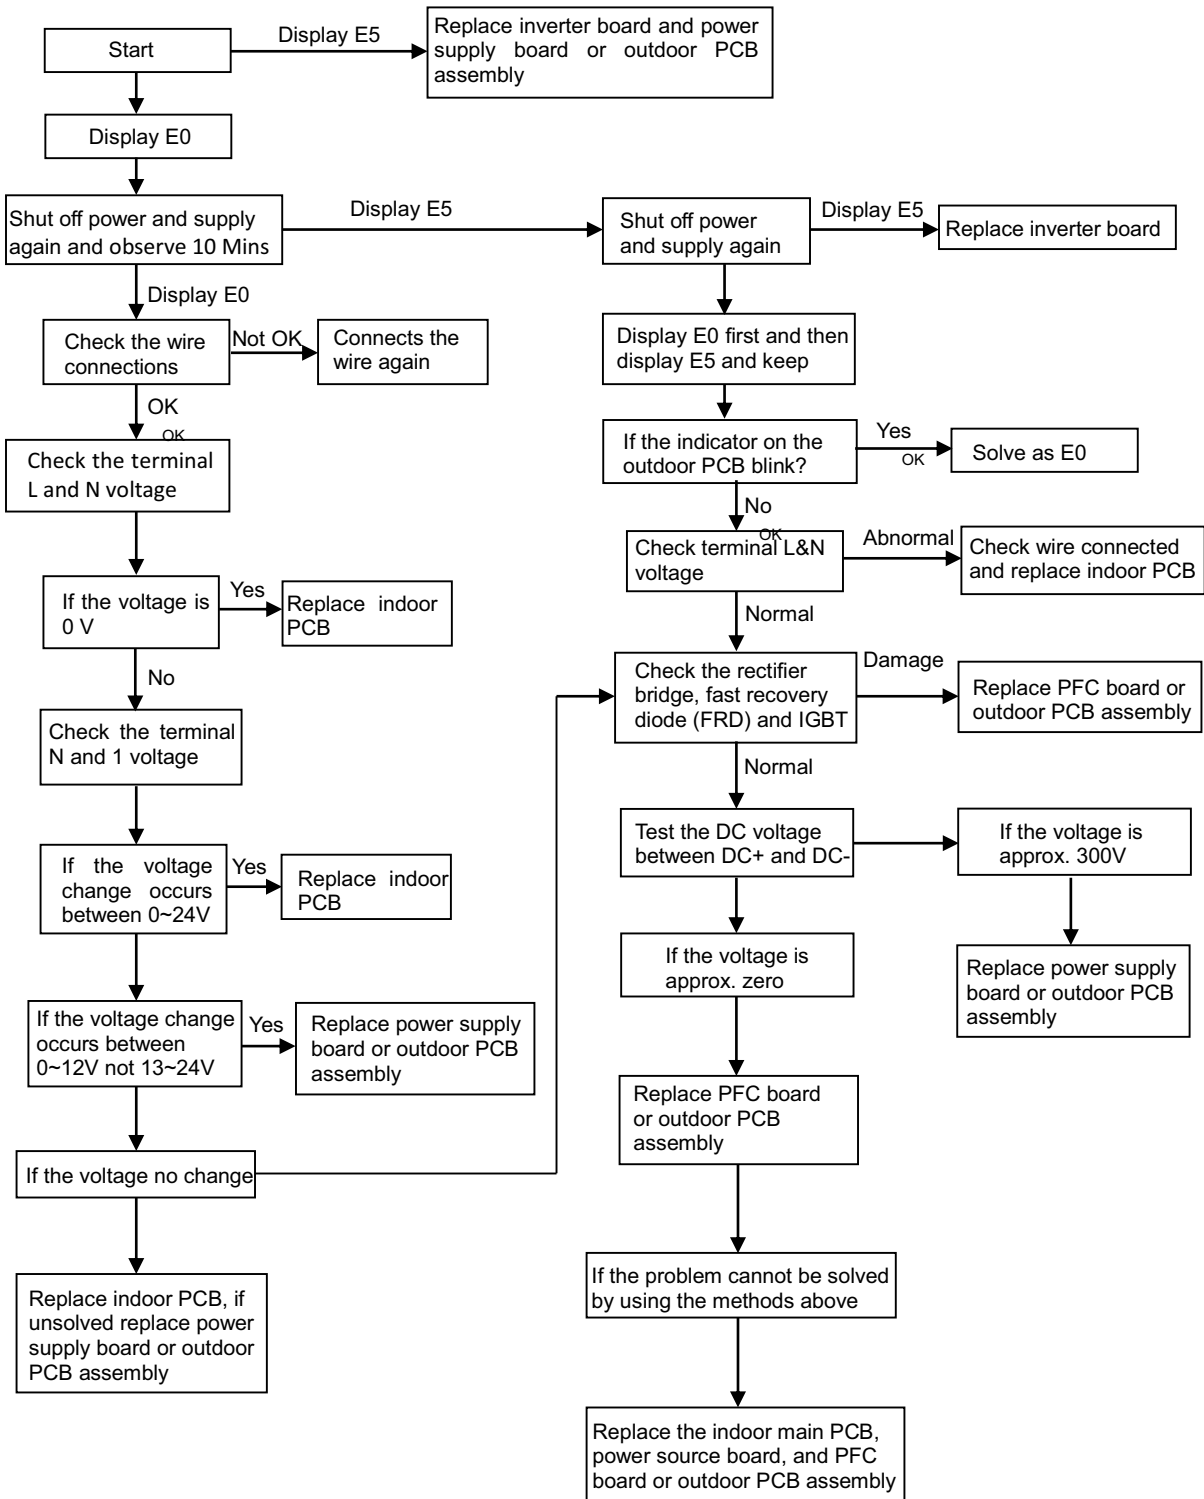 Start
Display E5
Replace inverter board and power
supply board or outdoor PCB
assembly
Display E0
Shut off power and supply
again and observe 10 Mins
Display E5
Shut off power
and supply again
Display E5
Replace inverter board
Display E0
Check the wire
connections
Not OK
Connects the
wire again
Display E0 first and then
display E5 and keep
OK
OK
Check the terminal
L and N voltage
If the indicator on the
outdoor PCB blink?
Yes
OK
Solve as E0
No
OK
Check terminal L&N
voltage
Abnormal
Check wire connected
and replace indoor PCB
If the voltage is
0 V
Yes
Replace indoor
PCB
Normal
No
Check the rectifier
bridge, fast recovery
diode (FRD) and IGBT
Damage
Replace PFC board or
outdoor PCB assembly
Check the terminal
N and 1 voltage
Normal
Test the DC voltage
between DC+ and DC-
If the voltage is
approx. 300V
If the voltage
change occurs
between 0~24V
Yes
Replace indoor
PCB
If the voltage is
approx. zero
Replace power supply
board or outdoor PCB
assembly
If the voltage change
occurs between
0~12V not 13~24V
Yes
Replace power supply
board or outdoor PCB
assembly
Replace PFC board
or outdoor PCB
assembly
If the voltage no change
If the problem cannot be solved
by using the methods above
Replace indoor PCB, if
unsolved replace power
supply board or outdoor
PCB assembly
Replace the indoor main PCB,
power source board, and PFC
board or outdoor PCB assembly